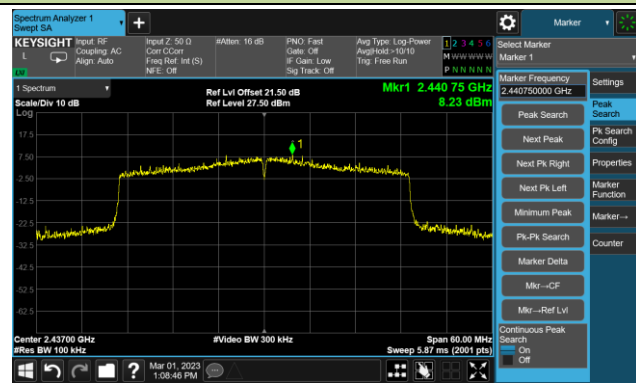 Spectrum Analyzer 1
Swept SA
Marker
KEYSIGHT
L
LU
Input: RF
Coupling: AC
Align: Auto
Input Z: 50 Ω
Corr CCorr
Freq Ref: Int (S)
NFE: Off
#Atten: 16 dB
PNO: Fast
Gate: Off
IF Gain: Low
Sig Track: Off
Avg Type: Log-Power
Avg|Hold:>10/10
Trig: Free Run
1 2 3 4 5 6
M W W W W W
P N N N N N
Select Marker
Marker 1
1 Spectrum
Scale/Div 10 dB
Log
Ref Lvl Offset 21.50 dB
Ref Level 27.50 dBm
Mkr1 2.440 75 GHz
8.23 dBm
17.5
7.50
-2.50
-12.5
-22.5
-32.5
-42.5
-52.5
-62.5
1
Center 2.43700 GHz
#Res BW 100 kHz
#Video BW 300 kHz
Span 60.00 MHz
Sweep 5.87 ms (2001 pts)
Marker Frequency
2.440750000 GHz
Peak Search
Next Peak
Next Pk Right
Next Pk Left
Minimum Peak
Pk-Pk Search
Marker Delta
Mkr→CF
Mkr→Ref Lvl
Continuous Peak
Search
On
Off
Settings
Peak
Search
Pk Search
Config
Properties
Marker
Function
Marker→
Counter
?
Mar 01, 2023
1:08:46 PM